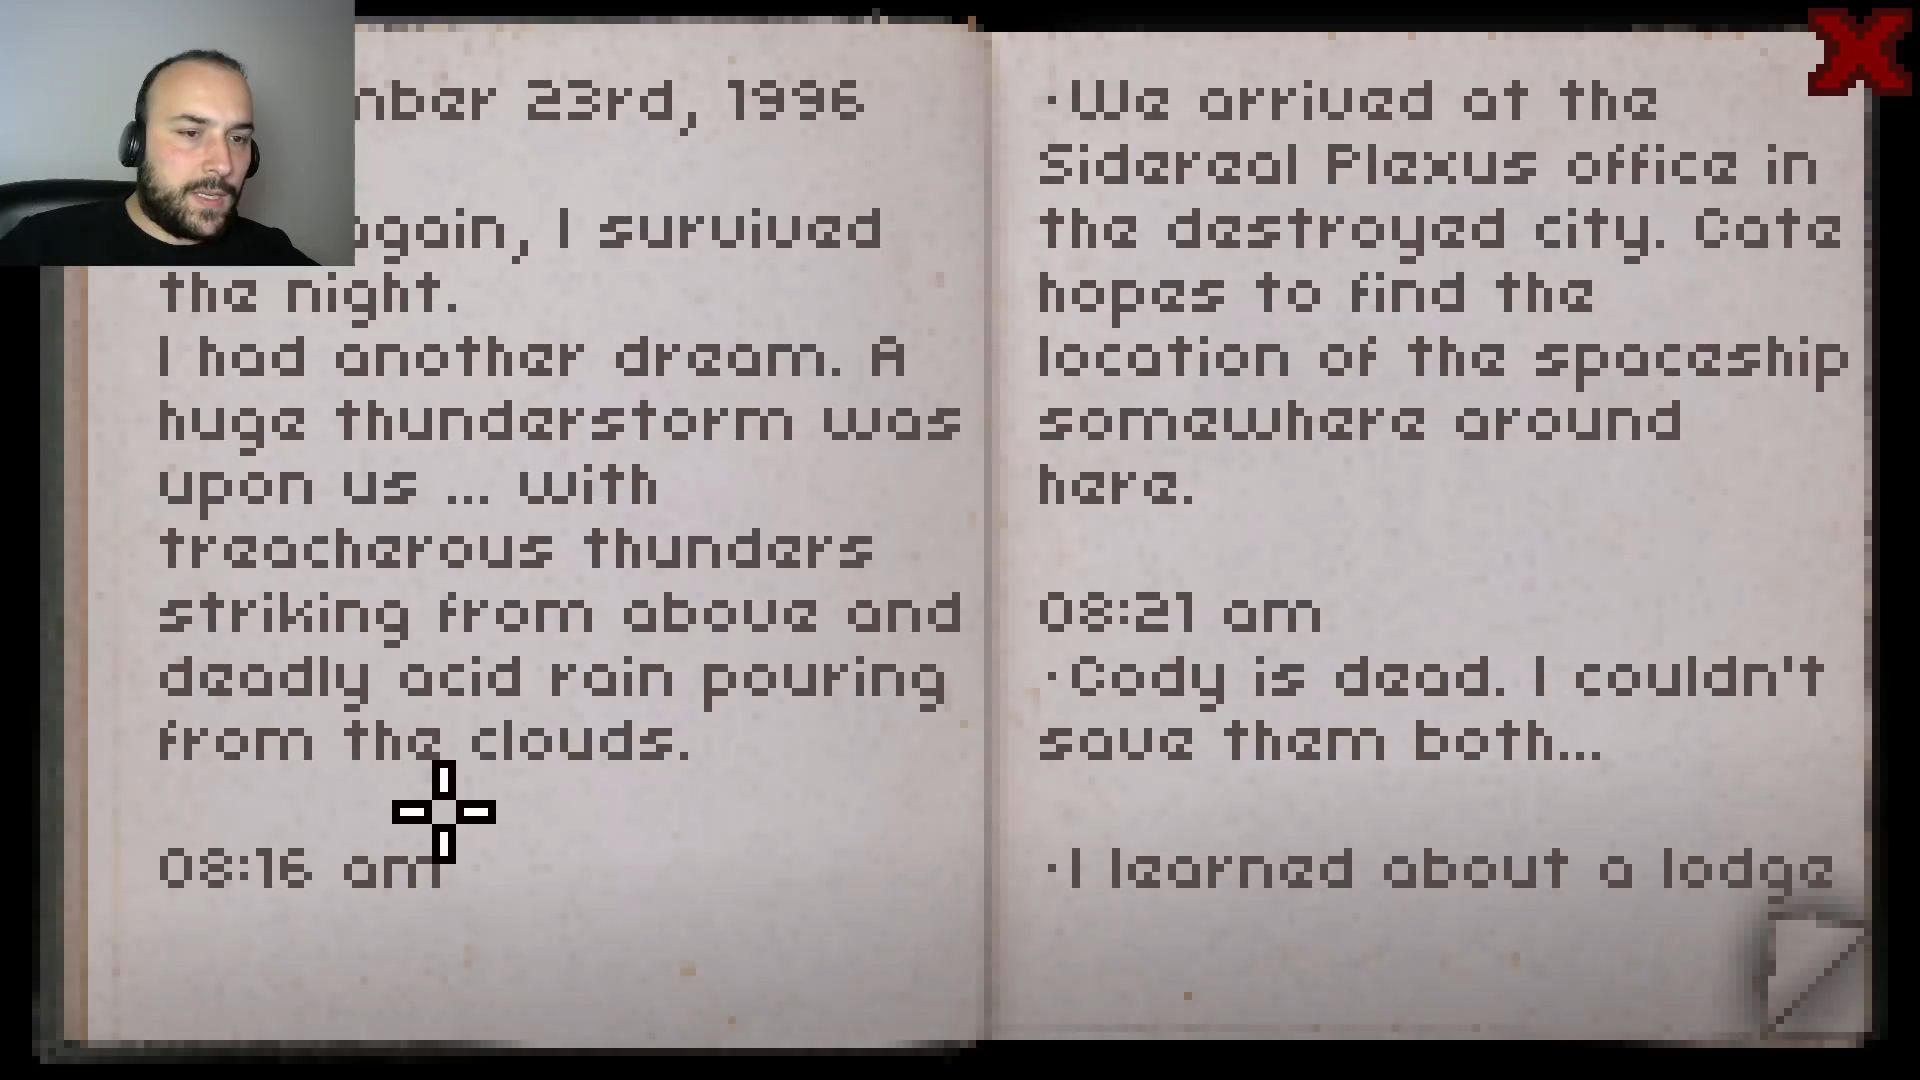 23rd, 1996
again, I survived
the night.
I had another dream. A
huge thunderstorm was
upon us ... with
treacherous thunders
striking from above and
deadly acid rain pouring
from the clouds.
08:16 am
·We arrived at the
Sidereal Plexus office in
the destroyed city. Cate
hopes to find the
location of the spaceship
somewhere around
here.
08:21 am
·Cody is dead. I couldn't
save them both...
·I learned about a lodge